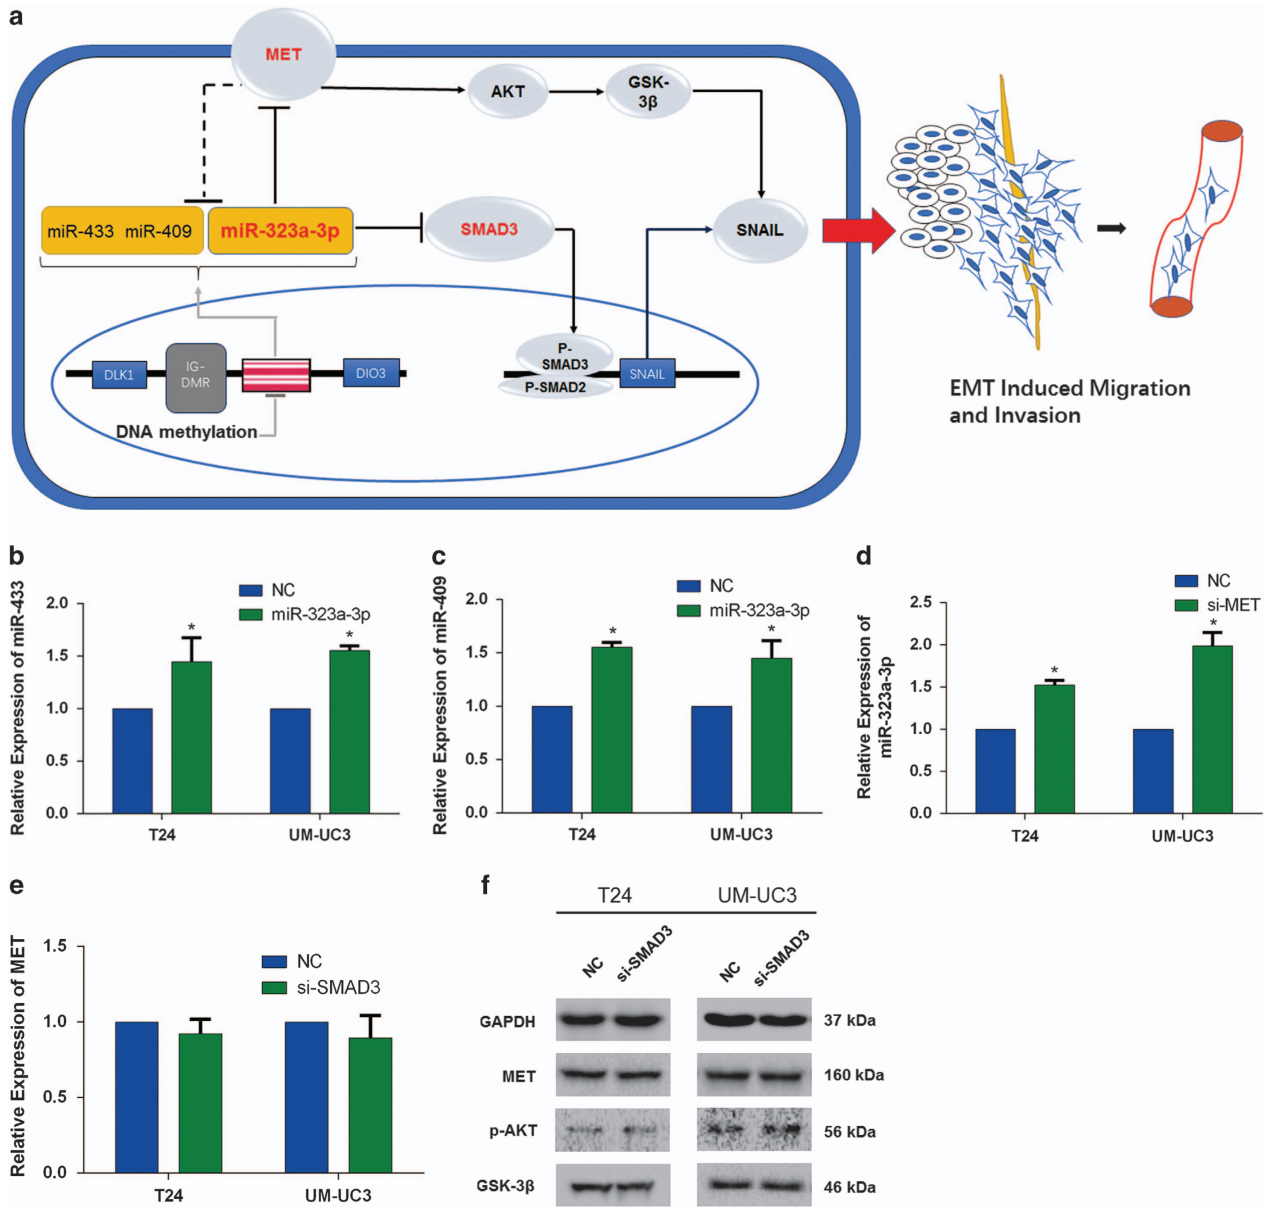 a
MET
AKT
GSK-
3β
miR-433 miR-409
miR-323a-3p
SMAD3
SNAIL
P-
SMAD3
P-SMAD2
SNAIL
DLK1
IG-
DMR
DIO3
DNA methylation
EMT Induced Migration
and Invasion
b
Relative Expression of miR-433
NC
miR-323a-3p
2.0
1.5
1.0
0.5
0.0
*
*
T24
UM-UC3
c
Relative Expression of miR-409
NC
miR-323a-3p
2.0
1.5
1.0
0.5
0.0
*
*
T24
UM-UC3
d
Relative Expression of
miR-323a-3p
NC
si-MET
2.5
2.0
1.5
1.0
0.5
0.0
*
*
T24
UM-UC3
e
Relative Expression of MET
NC
si-SMAD3
1.5
1.0
0.5
0.0
T24
UM-UC3
f
T24
UM-UC3
NC
si-SMAD3
NC
si-SMAD3
GAPDH
37 kDa
MET
160 kDa
p-AKT
56 kDa
GSK-3β
46 kDa